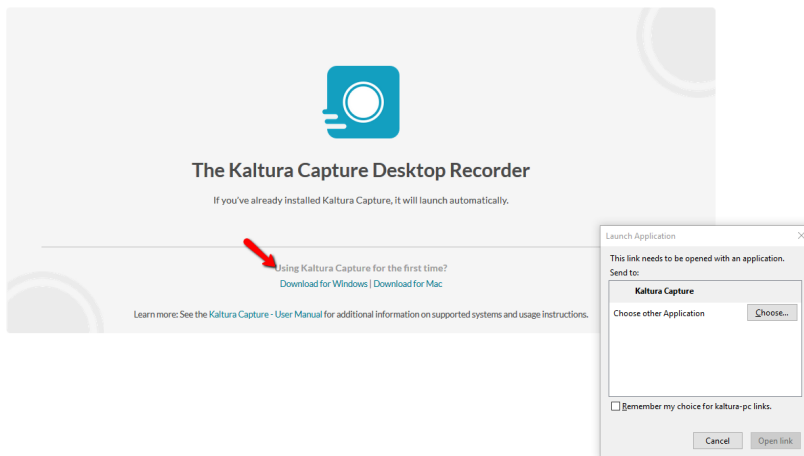 The Kaltura Capture Desktop Recorder
If you've already installed Kaltura Capture, it will launch automatically.
Using Kaltura Capture for the first time?
Download for Windows | Download for Mac
Learn more: See the Kaltura Capture - User Manual for additional information on supported systems and usage instructions.
Launch Application
This link needs to be opened with an application.
Send to:
Kaltura Capture
Choose other Application
Choose...
Remember my choice for kaltura-pc links.
Cancel
Open link